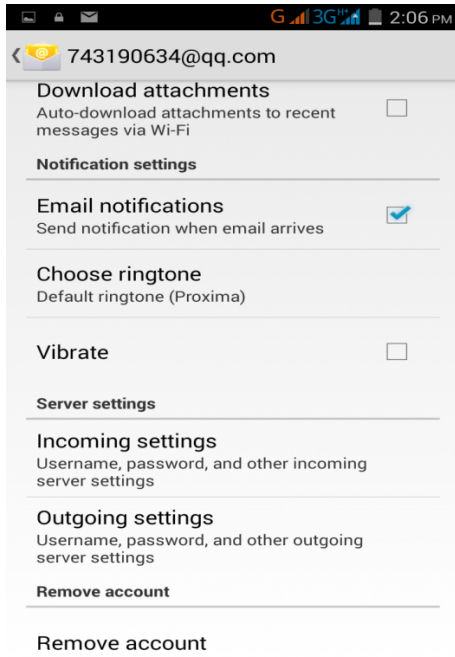 G 3G H+ 2:06 PM
743190634@qq.com
Download attachments
Auto-download attachments to recent
messages via Wi-Fi
Notification settings
Email notifications
Send notification when email arrives
Choose ringtone
Default ringtone (Proxima)
Vibrate
Server settings
Incoming settings
Username, password, and other incoming
server settings
Outgoing settings
Username, password, and other outgoing
server settings
Remove account
Remove account